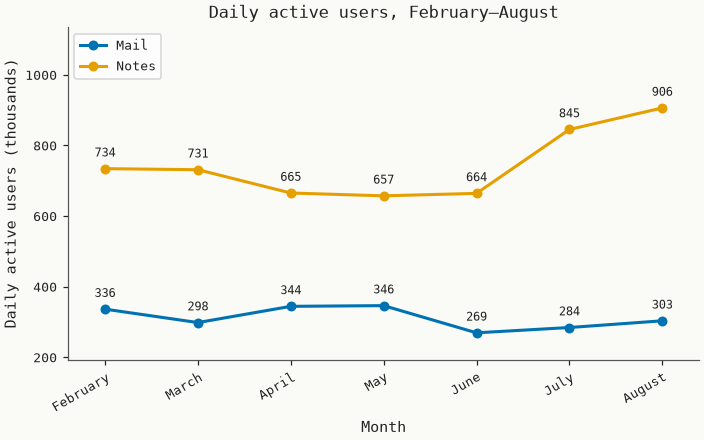 Daily active users, February–August
Mail
Notes
Daily active users (thousands)
1000
800
600
400
200
734
731
665
657
664
845
906
336
298
344
346
269
284
303
February
March
April
May
June
July
August
Month